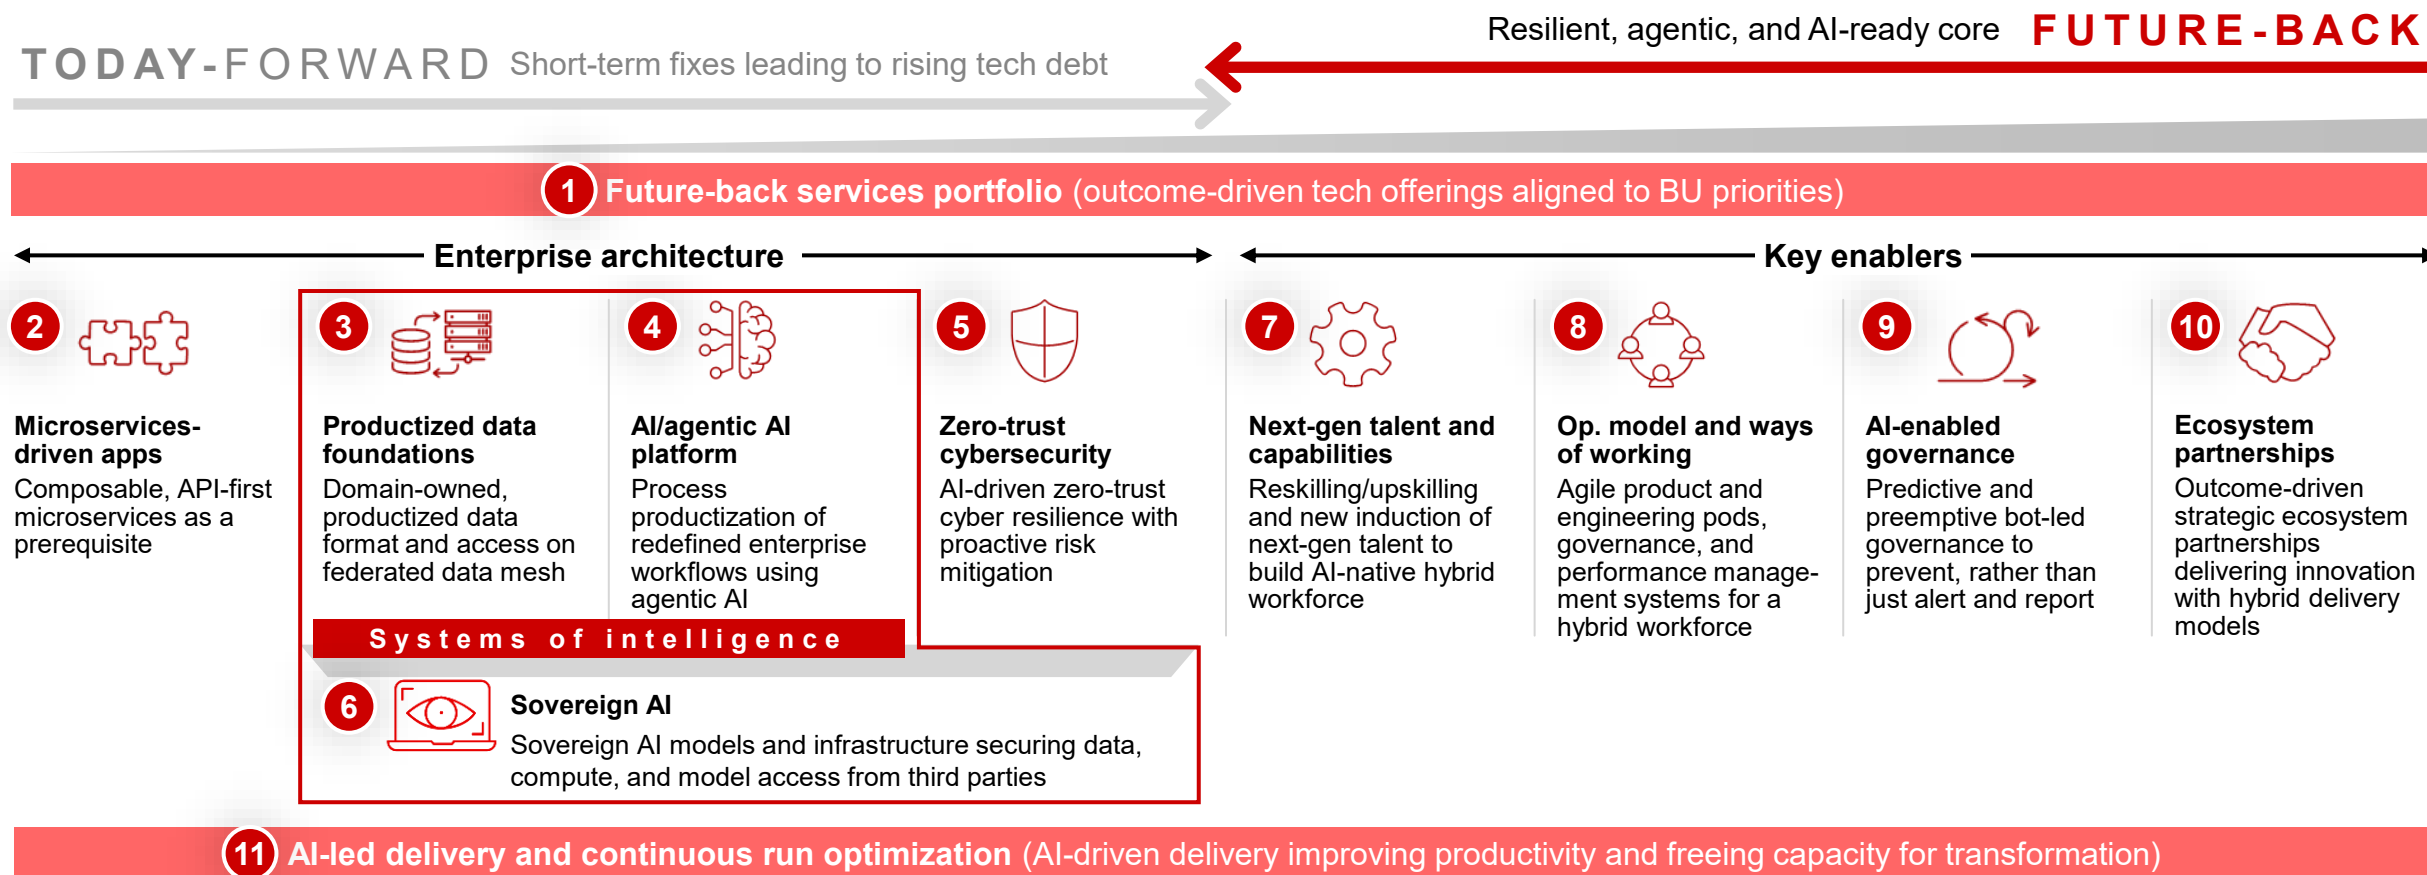 TODAY-FORWARD Short-term fixes leading to rising tech debt
Resilient, agentic, and AI-ready core FUTURE-BACK
1 Future-back services portfolio (outcome-driven tech offerings aligned to BU priorities)
Enterprise architecture
Key enablers
2
Microservices-
driven apps
Composable, API-first
microservices as a
prerequisite
3
Productized data
foundations
Domain-owned,
productized data
format and access on
federated data mesh
4
AI/agentic AI
platform
Process
productization of
redefined enterprise
workflows using
agentic AI
Systems of intelligence
5
Zero-trust
cybersecurity
AI-driven zero-trust
cyber resilience with
proactive risk
mitigation
6
Sovereign AI
Sovereign AI models and infrastructure securing data,
compute, and model access from third parties
7
Next-gen talent and
capabilities
Reskilling/upskilling
and new induction of
next-gen talent to
build AI-native hybrid
workforce
8
Op. model and ways
of working
Agile product and
engineering pods,
governance, and
performance manage-
ment systems for a
hybrid workforce
9
AI-enabled
governance
Predictive and
preemptive bot-led
governance to
prevent, rather than
just alert and report
10
Ecosystem
partnerships
Outcome-driven
strategic ecosystem
partnerships
delivering innovation
with hybrid delivery
models
11 AI-led delivery and continuous run optimization (AI-driven delivery improving productivity and freeing capacity for transformation)